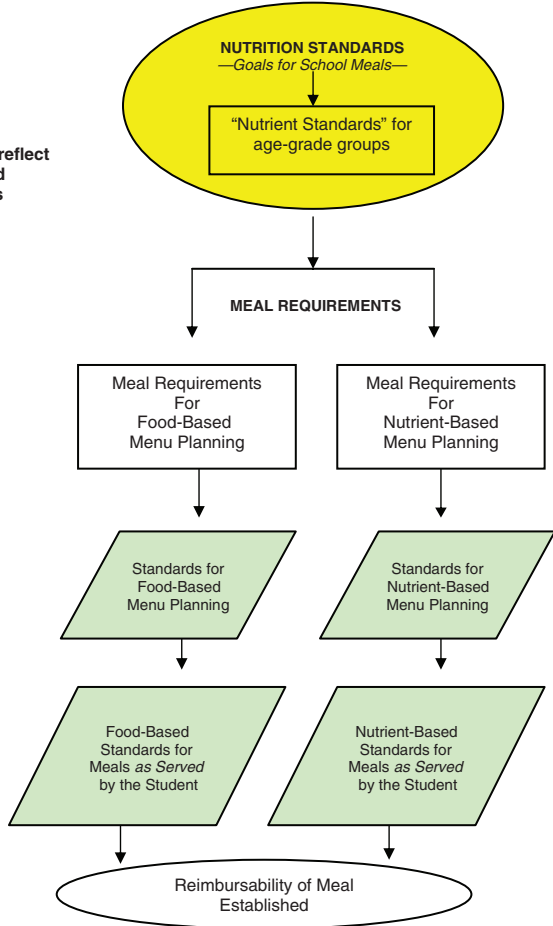 NUTRITION STANDARDS
—Goals for School Meals—
“Nutrient Standards” for
age-grade groups
reflect
d
s
MEAL REQUIREMENTS
Meal Requirements
For
Food-Based
Menu Planning
Meal Requirements
For
Nutrient-Based
Menu Planning
Standards for
Food-Based
Menu Planning
Standards for
Nutrient-Based
Menu Planning
Food-Based
Standards for
Meals as Served
by the Student
Nutrient-Based
Standards for
Meals as Served
by the Student
Reimbursability of Meal
Established